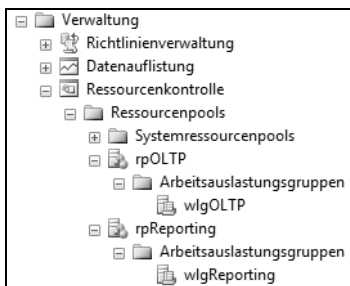 Verwaltung
Richtlinienverwaltung
Datenauflistung
Ressourcenkontrolle
Ressourcenpools
Systemressourcenpools
rpOLTP
Arbeitsauslastungsgruppen
wlgOLTP
rpReporting
Arbeitsauslastungsgruppen
wlgReporting